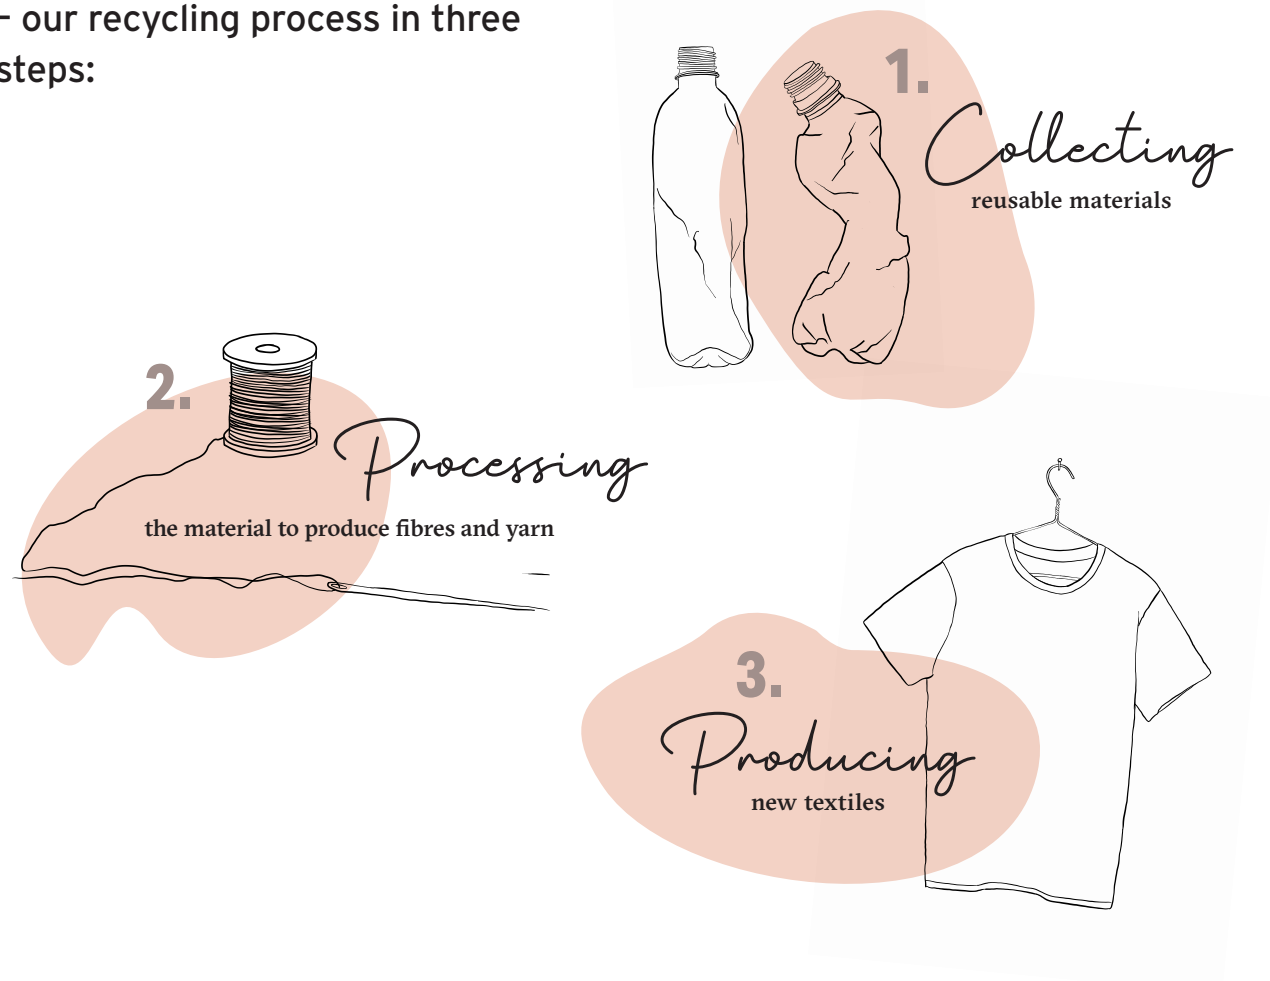 – our recycling process in three
steps:
1.
Collecting
reusable materials
2.
Processing
the material to produce fibres and yarn
3.
Producing
new textiles